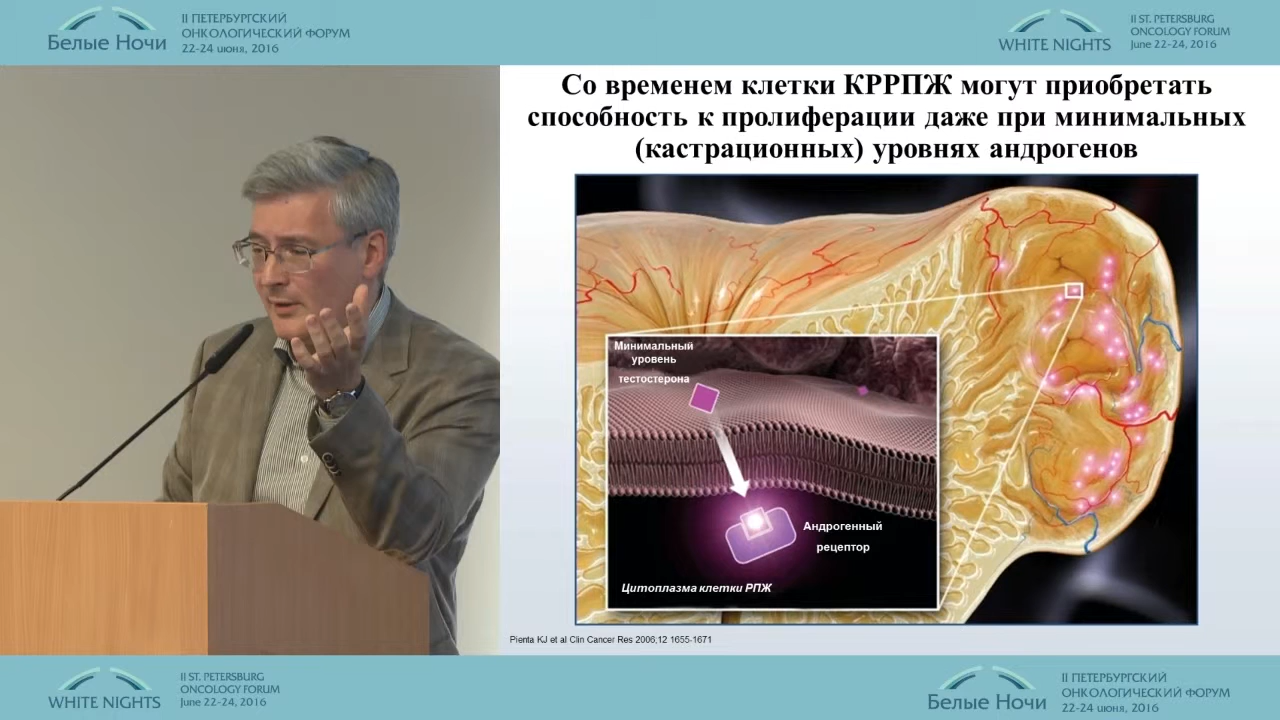 Белые Ночи
II ПЕТЕРБУРГСКИЙ
ОНКОЛОГИЧЕСКИЙ ФОРУМ
22-24 июня, 2016
WHITE NIGHTS
II ST. PETERSBURG
ONCOLOGY FORUM
June 22-24, 2016
Со временем клетки КРРПЖ могут приобретать
способность к пролиферации даже при минимальных
(кастрационных) уровнях андрогенов
Минимальный
уровень
тестостерона
Андрогенный
рецептор
Цитоплазма клетки РПЖ
Pienta KJ et al Clin Cancer Res 2006;12 1655-1671
WHITE NIGHTS
II ST. PETERSBURG
ONCOLOGY FORUM
June 22-24, 2016
Белые Ночи
II ПЕТЕРБУРГСКИЙ
ОНКОЛОГИЧЕСКИЙ ФОРУМ
22-24 июня, 2016